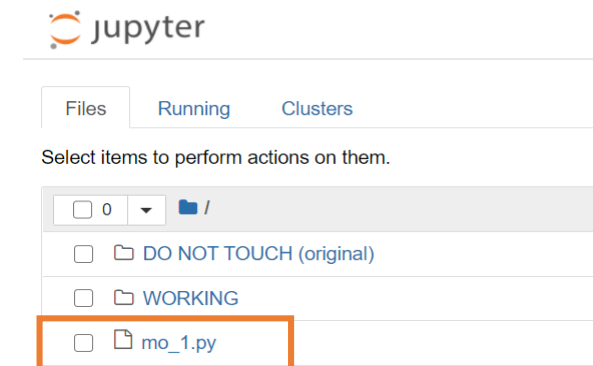 jupyter
Files Running Clusters
Select items to perform actions on them.
0 /
DO NOT TOUCH (original)
WORKING
mo_1.py